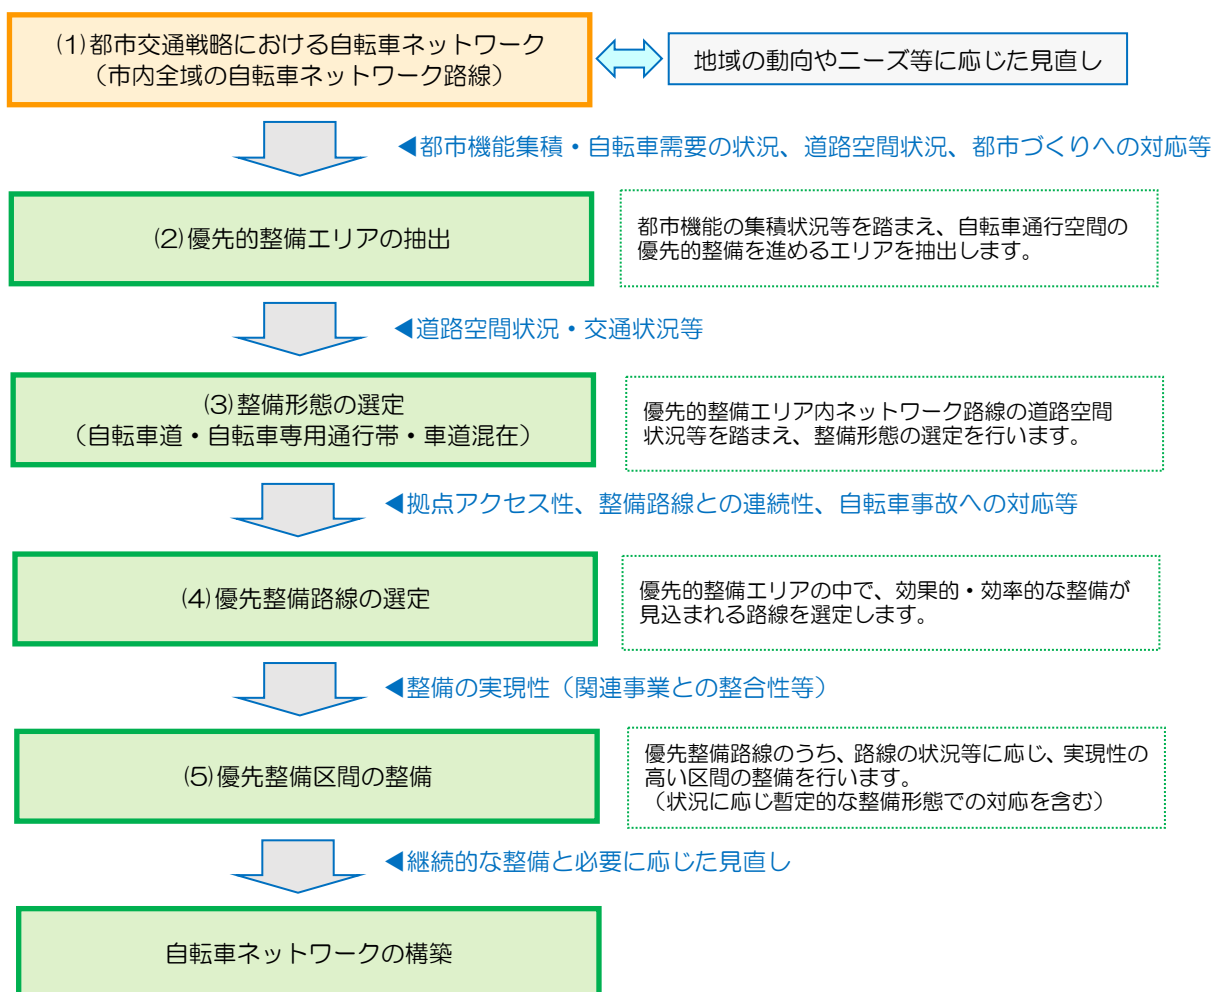 (1)都市交通戦略における自転車ネットワーク
（市内全域の自転車ネットワーク路線）
地域の動向やニーズ等に応じた見直し
◀都市機能集積・自転車需要の状況、道路空間状況、都市づくりへの対応等
(2)優先的整備エリアの抽出
都市機能の集積状況等を踏まえ、自転車通行空間の
優先的整備を進めるエリアを抽出します。
◀道路空間状況・交通状況等
(3)整備形態の選定
（自転車道・自転車専用通行帯・車道混在）
優先的整備エリア内ネットワーク路線の道路空間
状況等を踏まえ、整備形態の選定を行います。
◀拠点アクセス性、整備路線との連続性、自転車事故への対応等
(4)優先整備路線の選定
優先的整備エリアの中で、効果的・効率的な整備が
見込まれる路線を選定します。
◀整備の実現性（関連事業との整合性等）
(5)優先整備区間の整備
優先整備路線のうち、路線の状況等に応じ、実現性の
高い区間の整備を行います。
（状況に応じ暫定的な整備形態での対応を含む）
◀継続的な整備と必要に応じた見直し
自転車ネットワークの構築